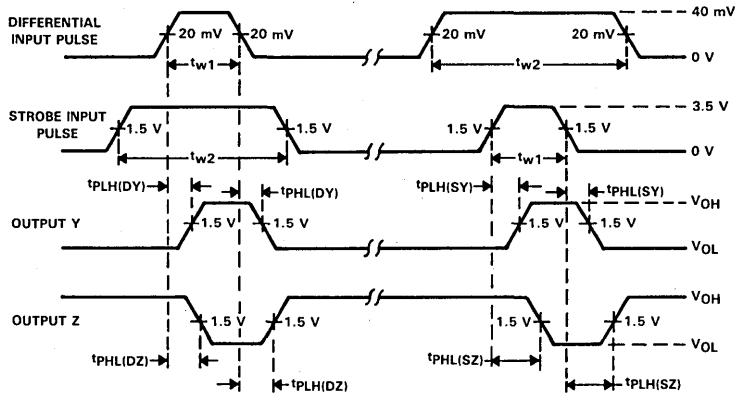 DIFFERENTIAL
INPUT PULSE
20 mV
20 mV
20 mV
20 mV
40 mV
0 V
tw1
tw2
STROBE INPUT
PULSE
1.5 V
1.5 V
1.5 V
1.5 V
3.5 V
0 V
tw2
tw1
tPLH(DY)
tPHL(DY)
tPLH(SY)
tPHL(SY)
OUTPUT Y
1.5 V
1.5 V
1.5 V
1.5 V
VOH
VOL
OUTPUT Z
1.5 V
1.5 V
1.5 V
1.5 V
VOH
VOL
tPHL(DZ)
tPLH(DZ)
tPHL(SZ)
tPLH(SZ)